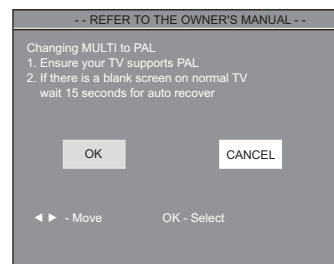 - - REFER TO THE OWNER'S MANUAL - -
Changing MULTI to PAL
1. Ensure your TV supports PAL
2. If there is a blank screen on normal TV
wait 15 seconds for auto recover
OK CANCEL
◄ ► - Move OK - Select